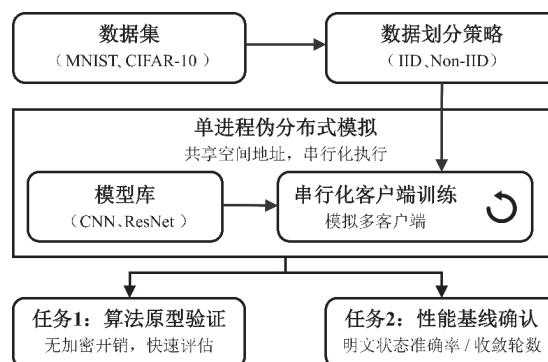 数据集
（MNIST、CIFAR-10）
数据划分策略
（IID、Non-IID）
单进程伪分布式模拟
共享空间地址，串行化执行
模型库
（CNN、ResNet）
串行化客户端训练
模拟多客户端
任务1：算法原型验证
无加密开销，快速评估
任务2：性能基线确认
明文状态准确率 / 收敛轮数